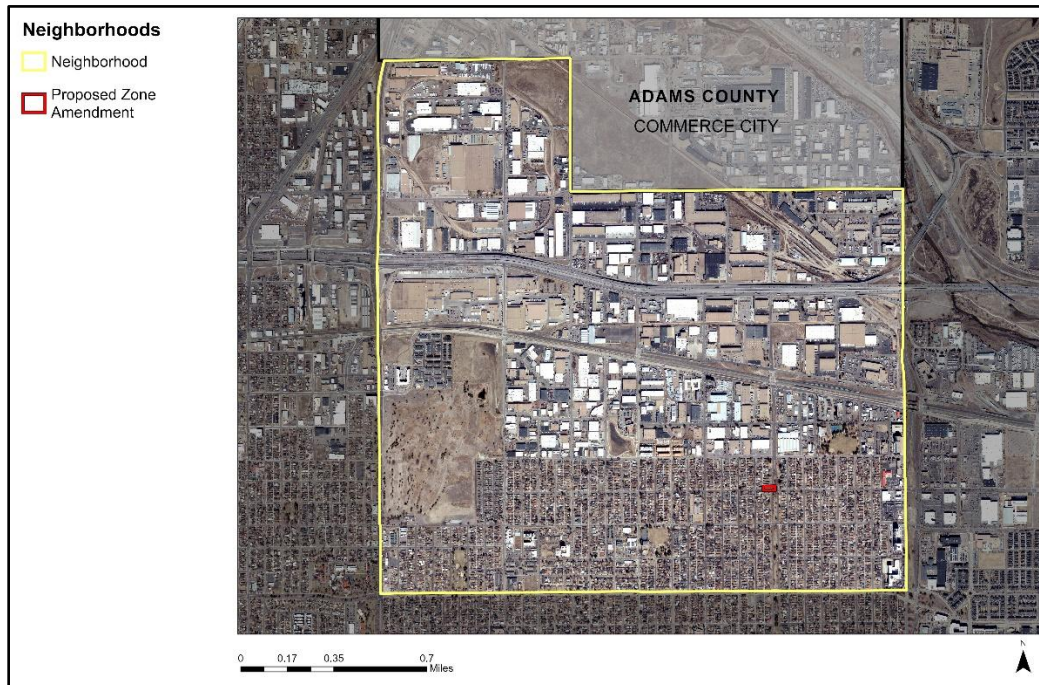 Neighborhoods
Neighborhood
Proposed Zone
Amendment
ADAMS COUNTY
COMMERCE CITY
0 0.17 0.35 0.7
Miles
N